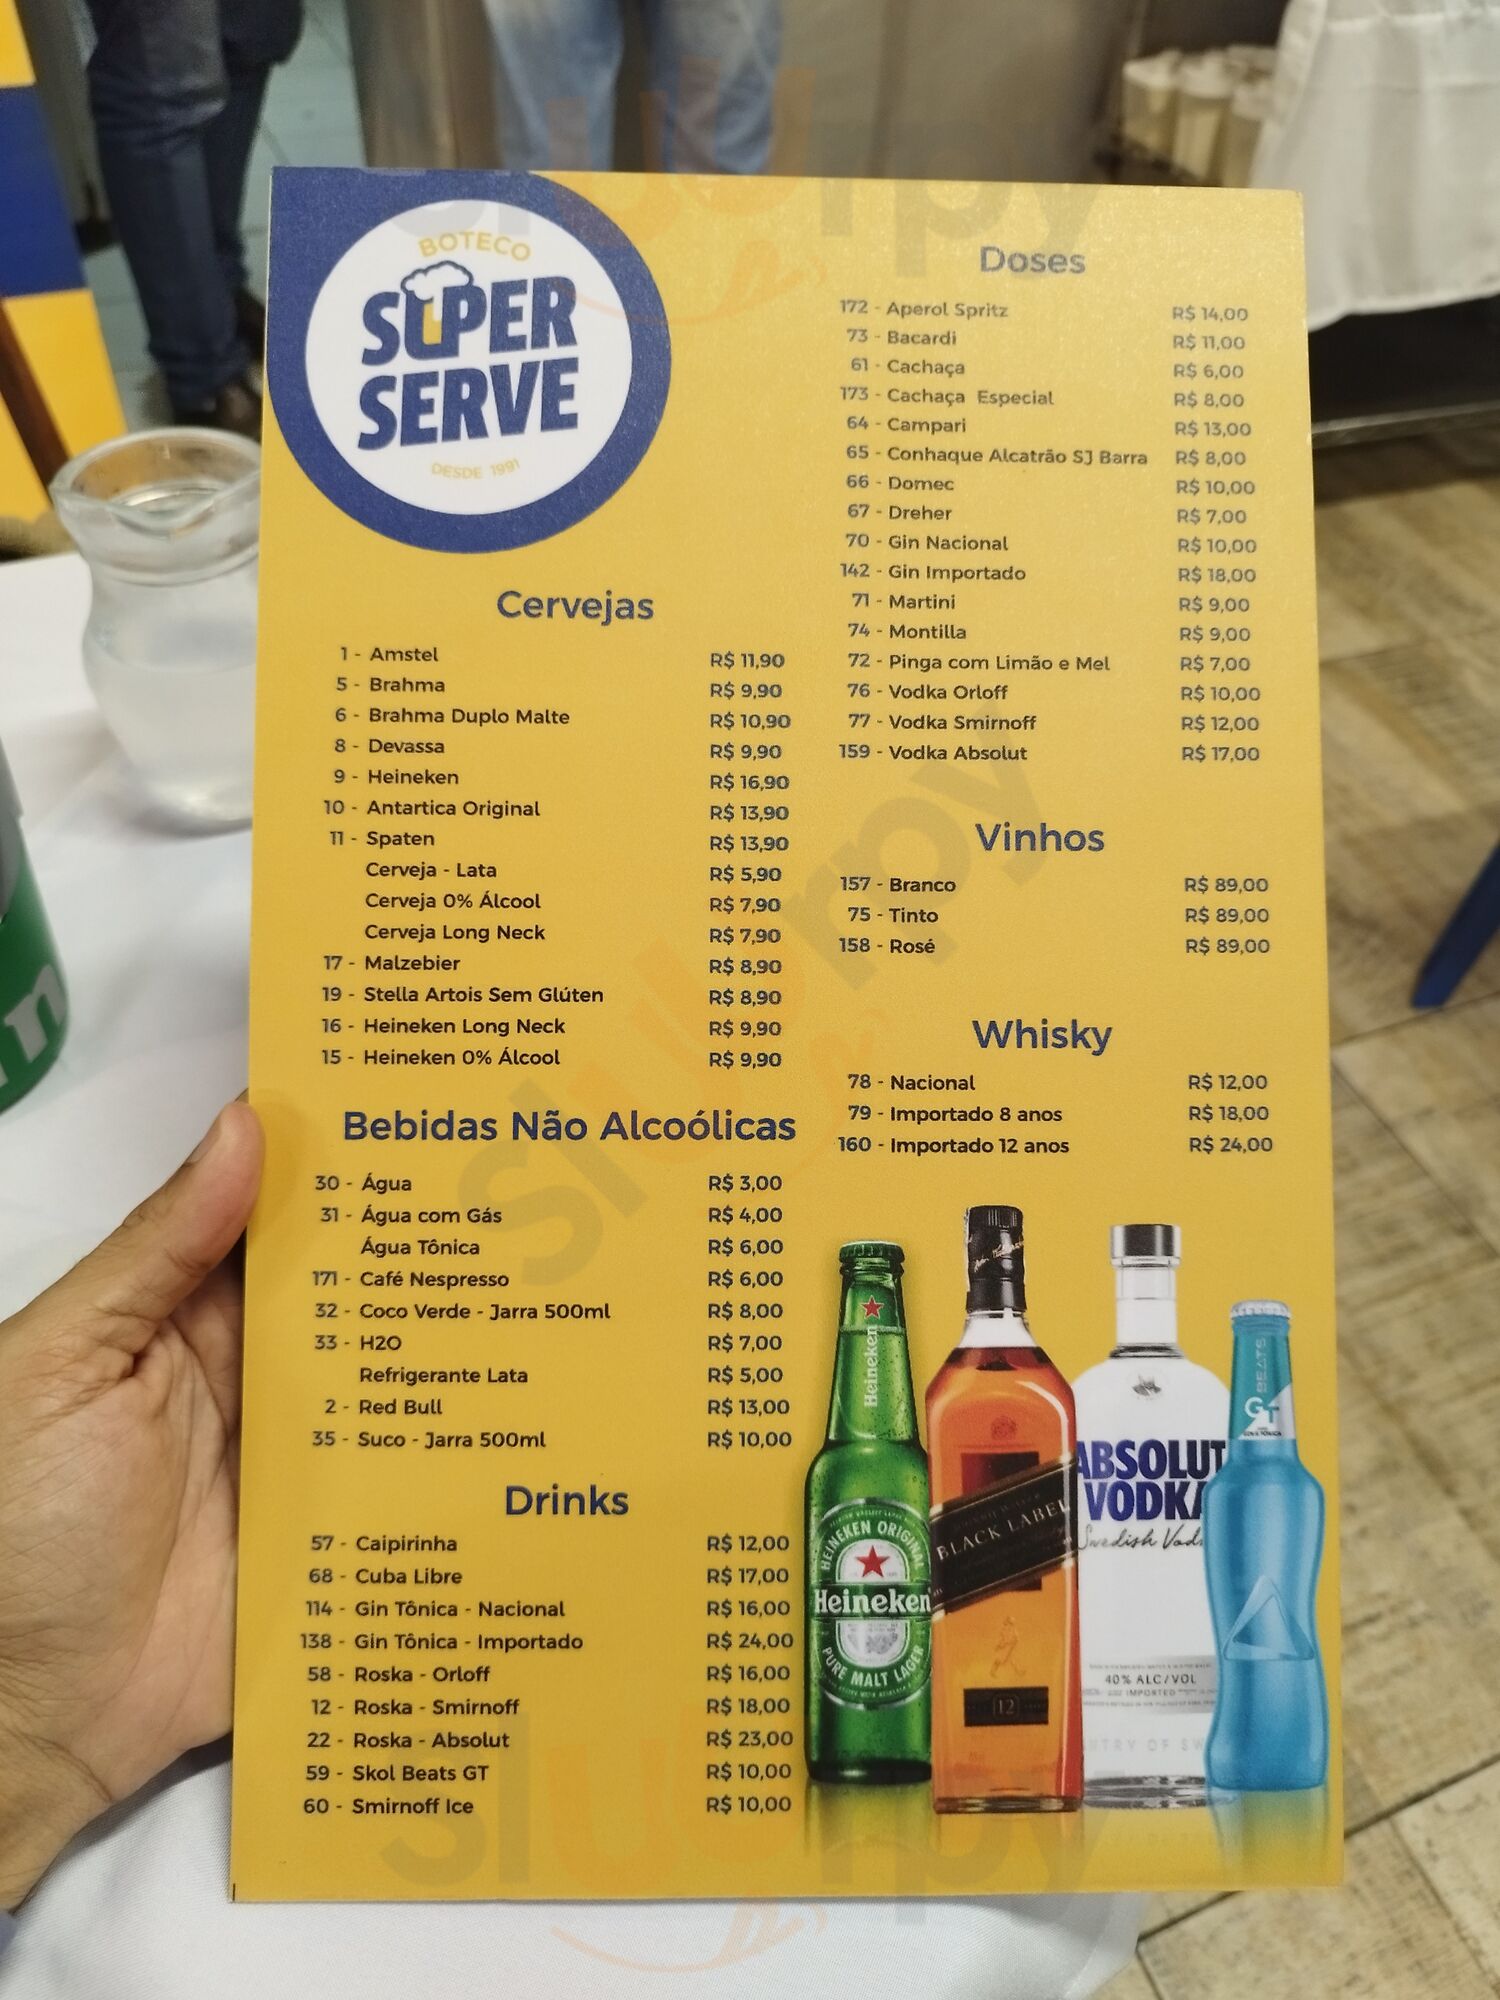 BOTECO
SUPER
SERVE
DESDE 1991
Cervejas
1 - Amstel R$ 11,90
5 - Brahma R$ 9,90
6 - Brahma Duplo Malte R$ 10,90
8 - Devassa R$ 9,90
9 - Heineken R$ 16,90
10 - Antartica Original R$ 13,90
11 - Spaten R$ 13,90
Cerveja - Lata R$ 5,90
Cerveja 0% Álcool R$ 7,90
Cerveja Long Neck R$ 7,90
17 - Malzebier R$ 8,90
19 - Stella Artois Sem Glúten R$ 8,90
16 - Heineken Long Neck R$ 9,90
15 - Heineken 0% Álcool R$ 9,90
Bebidas Não Alcoólicas
30 - Água R$ 3,00
31 - Água com Gás R$ 4,00
Água Tônica R$ 6,00
171 - Café Nespresso R$ 6,00
32 - Coco Verde - Jarra 500ml R$ 8,00
33 - H2O R$ 7,00
Refrigerante Lata R$ 5,00
2 - Red Bull R$ 13,00
35 - Suco - Jarra 500ml R$ 10,00
Drinks
57 - Caipirinha R$ 12,00
68 - Cuba Libre R$ 17,00
114 - Gin Tônica - Nacional R$ 16,00
138 - Gin Tônica - Importado R$ 24,00
58 - Roska - Orloff R$ 16,00
12 - Roska - Smirnoff R$ 18,00
22 - Roska - Absolut R$ 23,00
59 - Skol Beats GT R$ 10,00
60 - Smirnoff Ice R$ 10,00
Doses
172 - Aperol Spritz R$ 14,00
73 - Bacardi R$ 11,00
61 - Cachaça R$ 6,00
173 - Cachaça Especial R$ 8,00
64 - Campari R$ 13,00
65 - Conhaque Alcatrão SJ Barra R$ 8,00
66 - Domec R$ 10,00
67 - Dreher R$ 7,00
70 - Gin Nacional R$ 10,00
142 - Gin Importado R$ 18,00
71 - Martini R$ 9,00
74 - Montilla R$ 9,00
72 - Pinga com Limão e Mel R$ 7,00
76 - Vodka Orloff R$ 10,00
77 - Vodka Smirnoff R$ 12,00
159 - Vodka Absolut R$ 17,00
Vinhos
157 - Branco R$ 89,00
75 - Tinto R$ 89,00
158 - Rosé R$ 89,00
Whisky
78 - Nacional R$ 12,00
79 - Importado 8 anos R$ 18,00
160 - Importado 12 anos R$ 24,00
Heineken
HEINEKEN ORIGINAL
Heineken
PURE MALT LAGER
BLACK LABEL
12
ABSOLUT
VODKA
Swedish Vod
40% ALC/VOL
IMPORTED
BEATS
GT
sluurpy
sluurpy
sluurpy